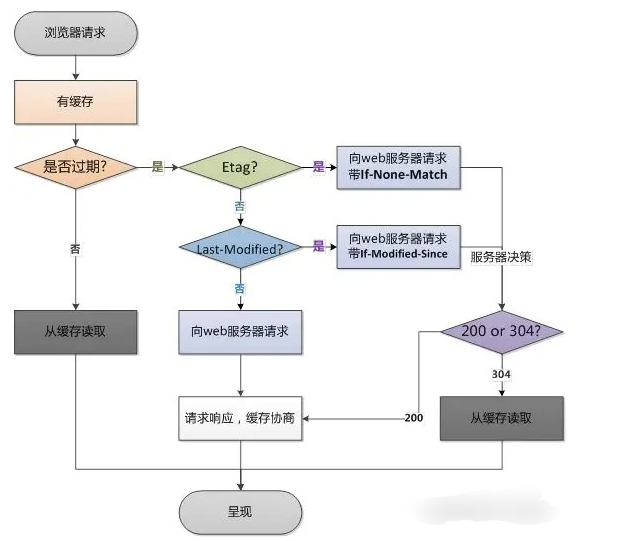 浏览器请求
有缓存
是否过期?
是
Etag?
是
向web服务器请求
带If-None-Match
否
否
Last-Modified?
是
向web服务器请求
带If-Modified-Since
服务器决策
否
从缓存读取
向web服务器请求
200 or 304?
304
请求响应，缓存协商
200
从缓存读取
呈现